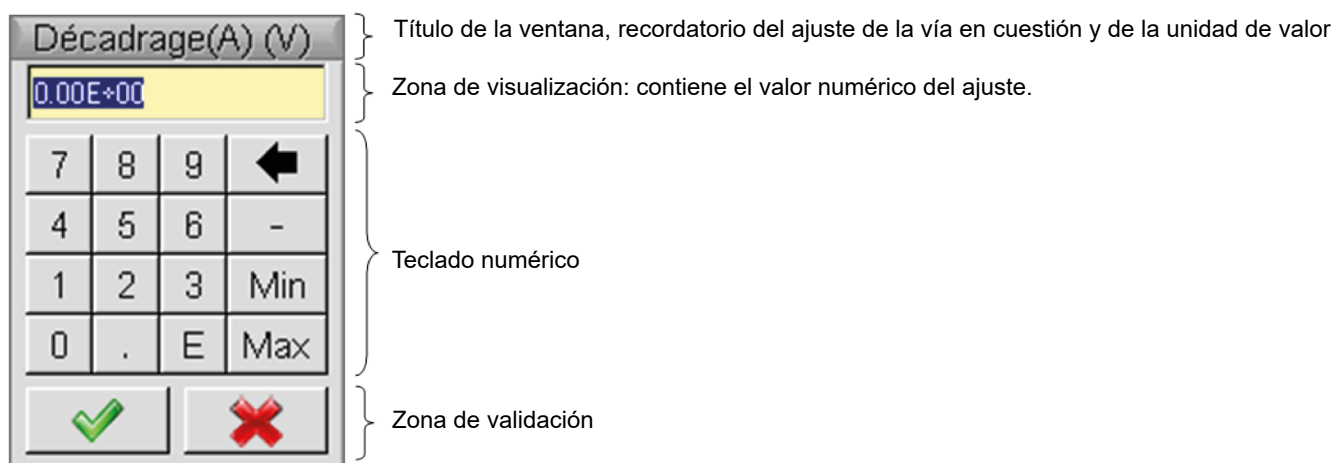 Décadrage(A) (V)
Título de la ventana, recordatorio del ajuste de la vía en cuestión y de la unidad de valor
0.00E+00
Zona de visualización: contiene el valor numérico del ajuste.
7 8 9
4 5 6 -
1 2 3 Min
0 . E Max
Teclado numérico
Zona de validación